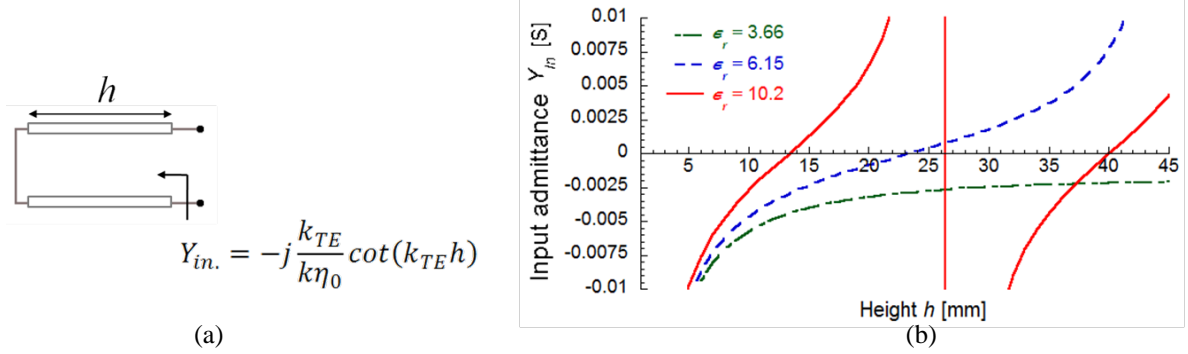 h
Y_in. = -j k_TE/kη_0 cot(k_TE h)
(a)
Input admittance Y_in [S]
0.01
0.0075
0.005
0.0025
0
-0.0025
-0.005
-0.0075
-0.01
ϵ_r = 3.66
ϵ_r = 6.15
ϵ_r = 10.2
5 10 15 20 25 30 35 40 45
Height h [mm]
(b)